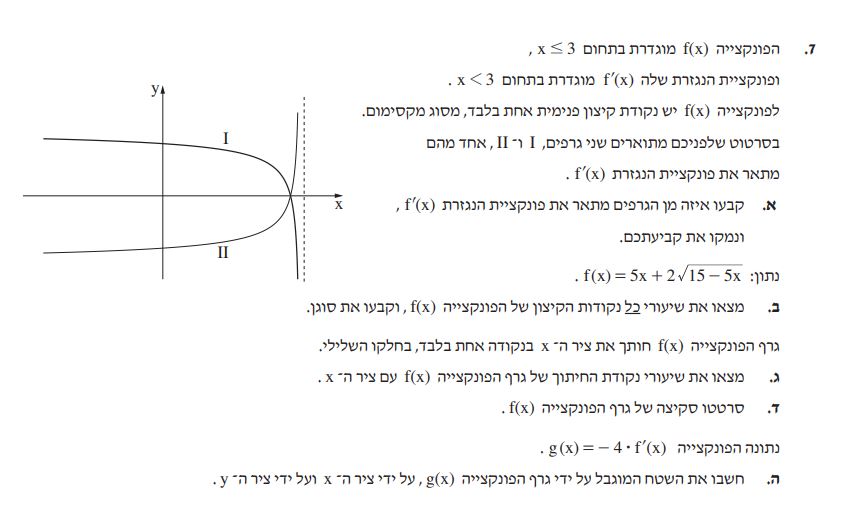 7. הפונקצייה f(x) מוגדרת בתחום x ≤ 3 ,
ופונקציית הנגזרת שלה f′(x) מוגדרת בתחום x < 3 .
לפונקצייה f(x) יש נקודת קיצון פנימית אחת בלבד, מסוג מקסימום.
בסרטוט שלפניכם מתוארים שני גרפים, I ו־ II , אחד מהם
מתאר את פונקציית הנגזרת f′(x) .
א. קבעו איזה מן הגרפים מתאר את פונקציית הנגזרת f′(x) ,
ונמקו את קביעתכם.
נתון: f(x) = 5x + 2√(15 − 5x) .
ב. מצאו את שיעורי כל נקודות הקיצון של הפונקצייה f(x) , וקבעו את סוגן.
גרף הפונקצייה f(x) חותך את ציר ה־ x בנקודה אחת בלבד, בחלקו השלילי.
ג. מצאו את שיעורי נקודת החיתוך של גרף הפונקצייה f(x) עם ציר ה־ x .
ד. סרטטו סקיצה של גרף הפונקצייה f(x) .
נתונה הפונקצייה g(x) = − 4 · f′(x) .
ה. חשבו את השטח המוגבל על ידי גרף הפונקצייה g(x) , על ידי ציר ה־ x ועל ידי ציר ה־ y .
y
I
x
II